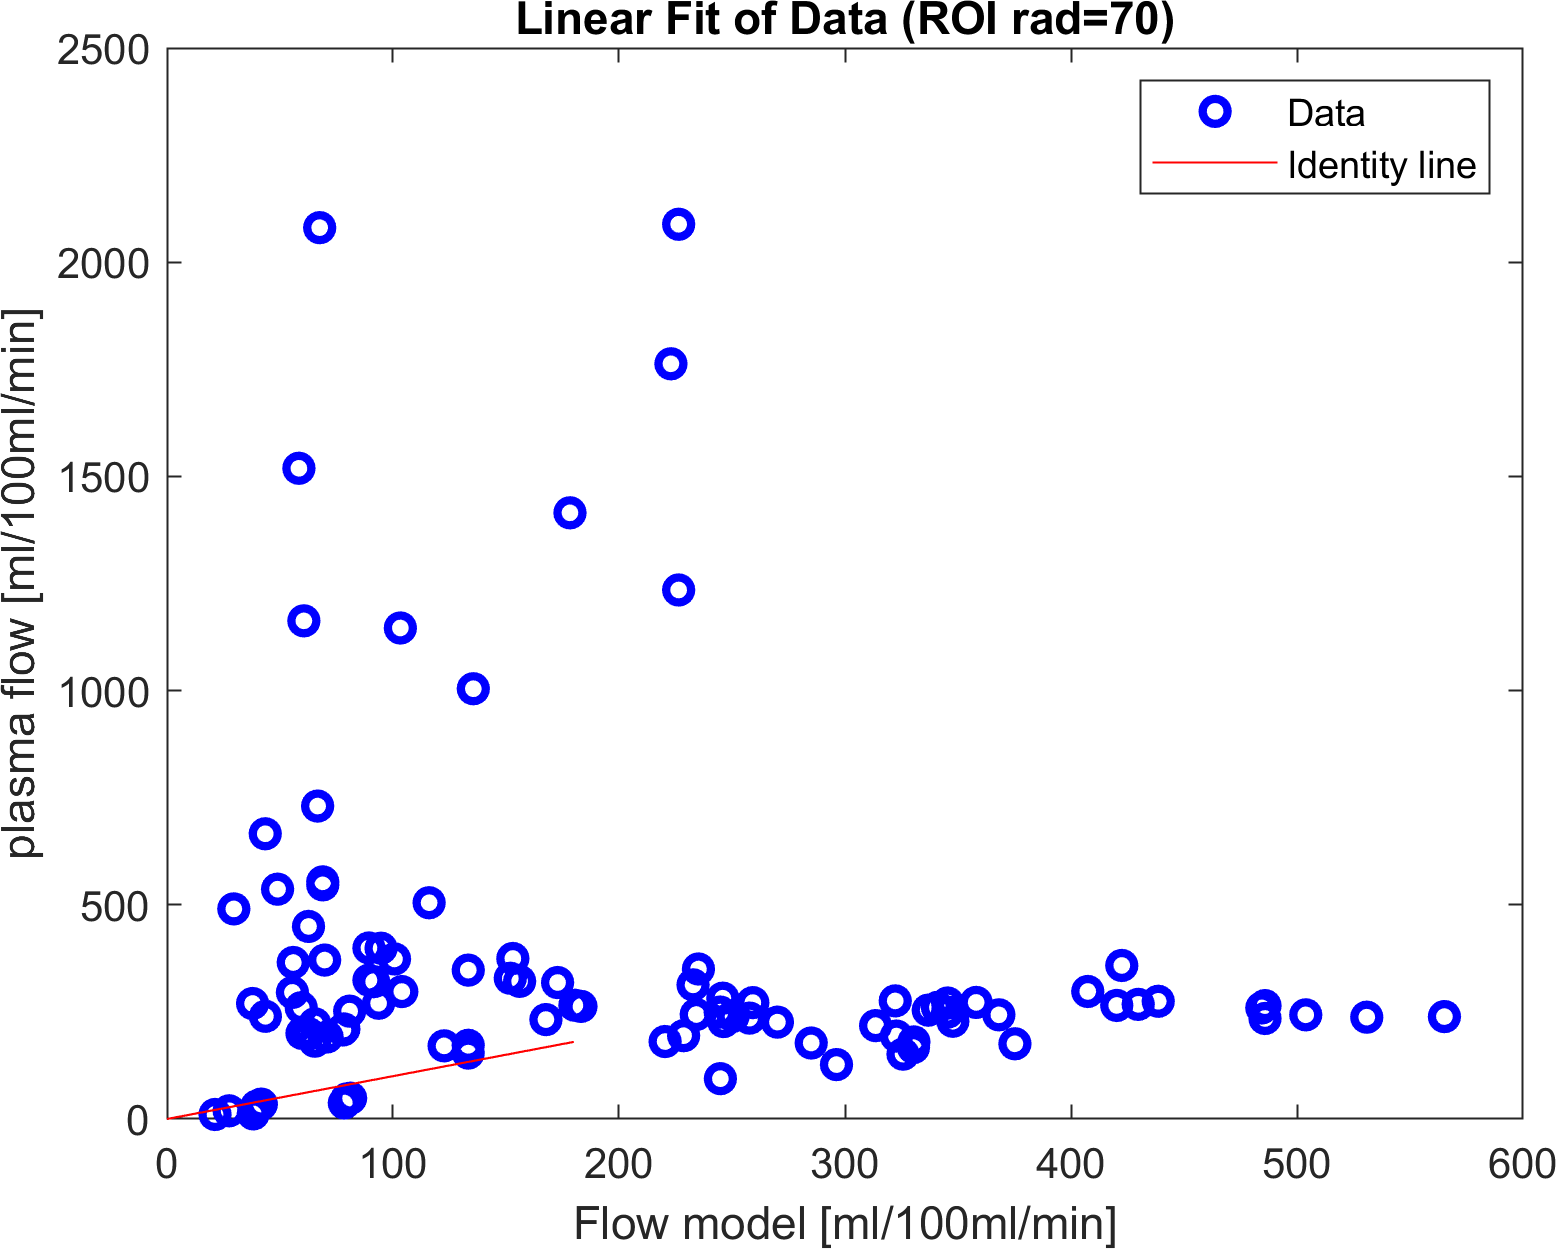 Linear Fit of Data (ROI rad=70)
2500
2000
1500
1000
500
0
plasma flow [ml/100ml/min]
Data
Identity line
0 100 200 300 400 500 600
Flow model [ml/100ml/min]